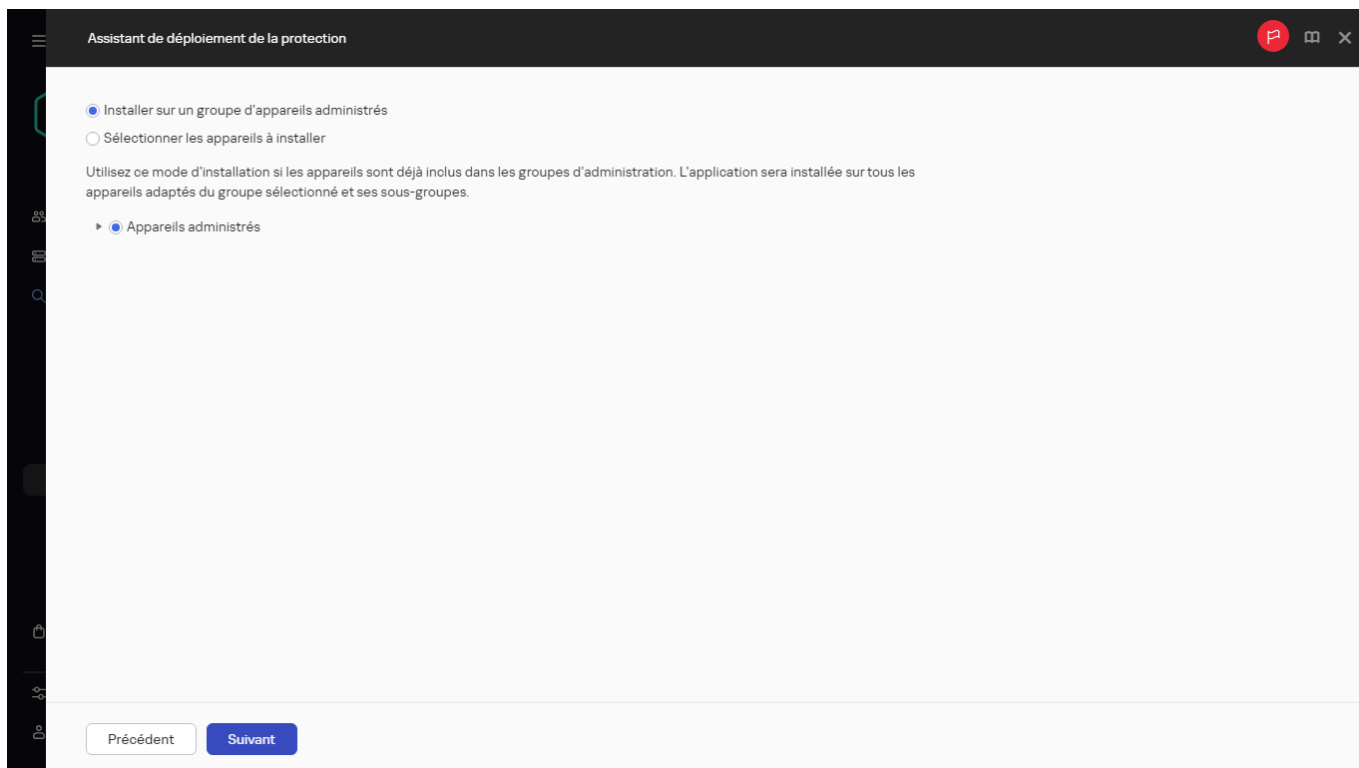 Assistant de déploiement de la protection
Installer sur un groupe d'appareils administrés
Sélectionner les appareils à installer
Utilisez ce mode d'installation si les appareils sont déjà inclus dans les groupes d'administration. L'application sera installée sur tous les
appareils adaptés du groupe sélectionné et ses sous-groupes.
Appareils administrés
Précédent
Suivant